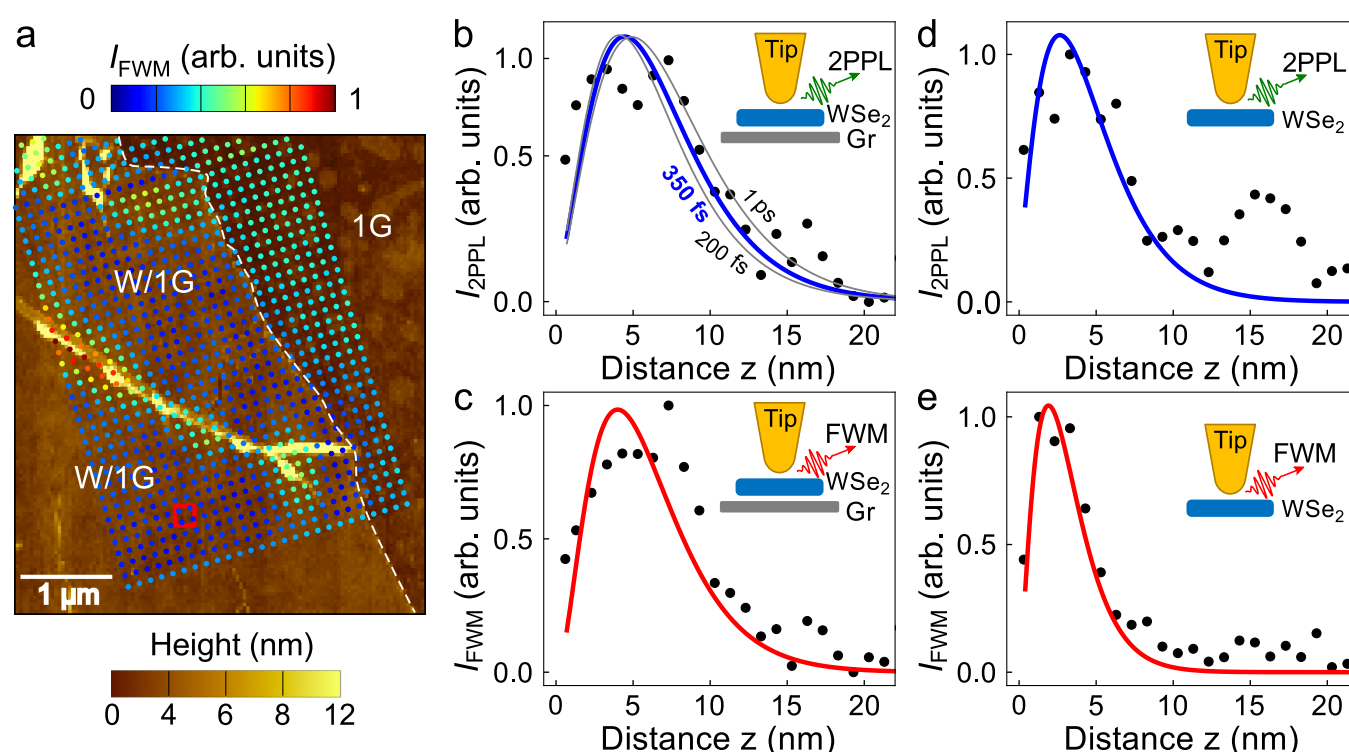 a
I_FWM (arb. units)
0 1
1G
W/1G
W/1G
1 µm
Height (nm)
0 4 6 8 12
b
I_2PPL (arb. units)
1.0
0.5
0.0
Tip
2PPL
WSe₂
Gr
350 fs
1 ps
200 fs
0 5 10 15 20
Distance z (nm)
c
I_FWM (arb. units)
1.0
0.5
0.0
Tip
FWM
WSe₂
Gr
0 5 10 15 20
Distance z (nm)
d
I_2PPL (arb. units)
1.0
0.5
0.0
Tip
2PPL
WSe₂
0 5 10 15 20
Distance z (nm)
e
I_FWM (arb. units)
1.0
0.5
0.0
Tip
FWM
WSe₂
0 5 10 15 20
Distance z (nm)